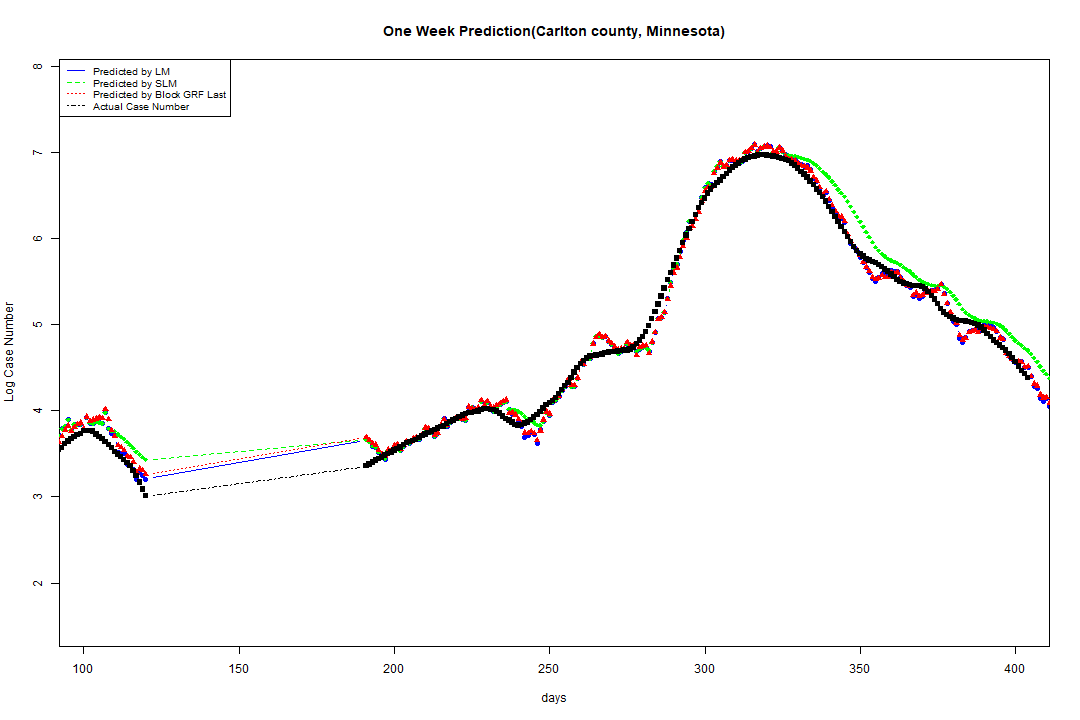 One Week Prediction(Carlton county, Minnesota)
Predicted by LM
Predicted by SLM
Predicted by Block GRF Last
Actual Case Number
8
7
6
5
4
3
2
Log Case Number
100 150 200 250 300 350 400
days